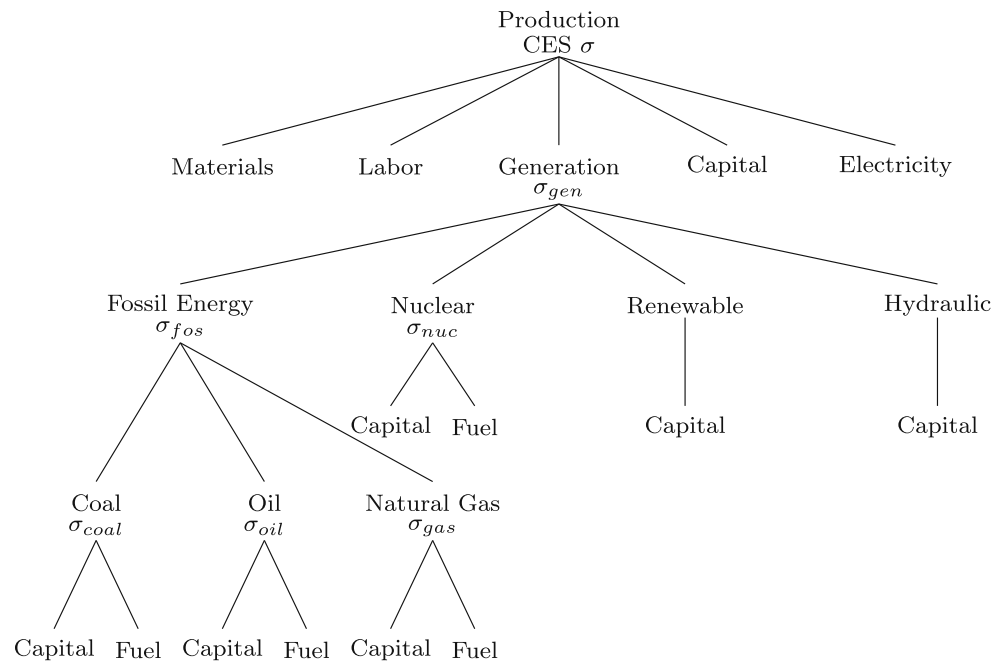 Production
CES σ
Materials Labor Generation Capital Electricity
σ_gen
Fossil Energy Nuclear Renewable Hydraulic
σ_fos σ_nuc
Capital Fuel Capital Capital
Coal Oil Natural Gas
σ_coal σ_oil σ_gas
Capital Fuel Capital Fuel Capital Fuel